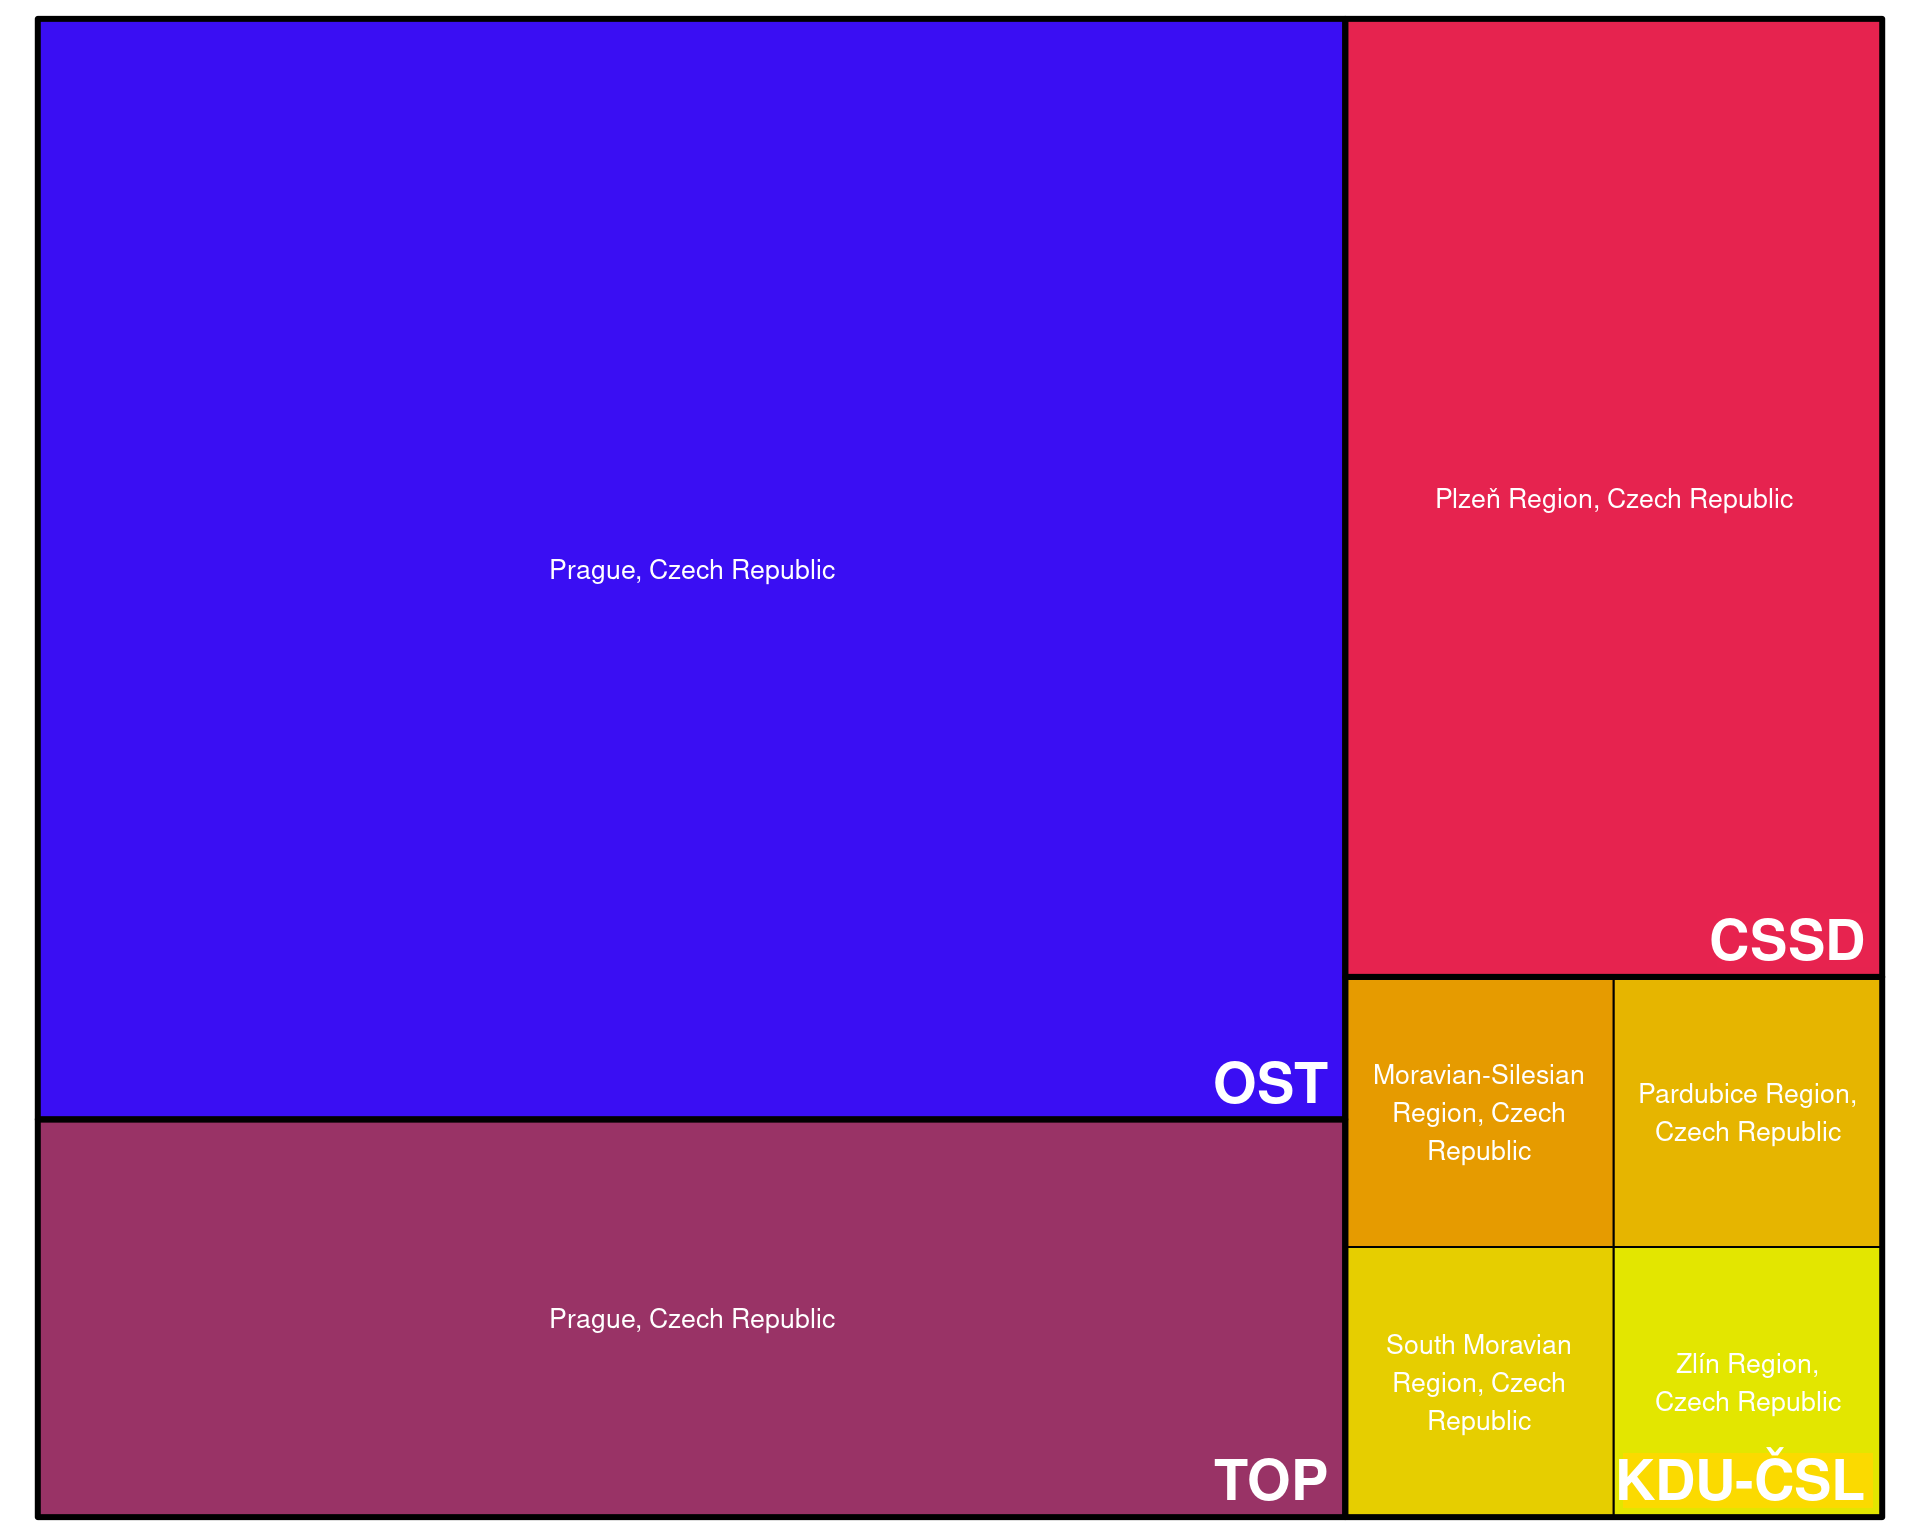 Prague, Czech Republic
OST
Prague, Czech Republic
TOP
Plzeň Region, Czech Republic
CSSD
Moravian-Silesian
Region, Czech
Republic
Pardubice Region,
Czech Republic
South Moravian
Region, Czech
Republic
Zlín Region,
Czech Republic
KDU-ČSL